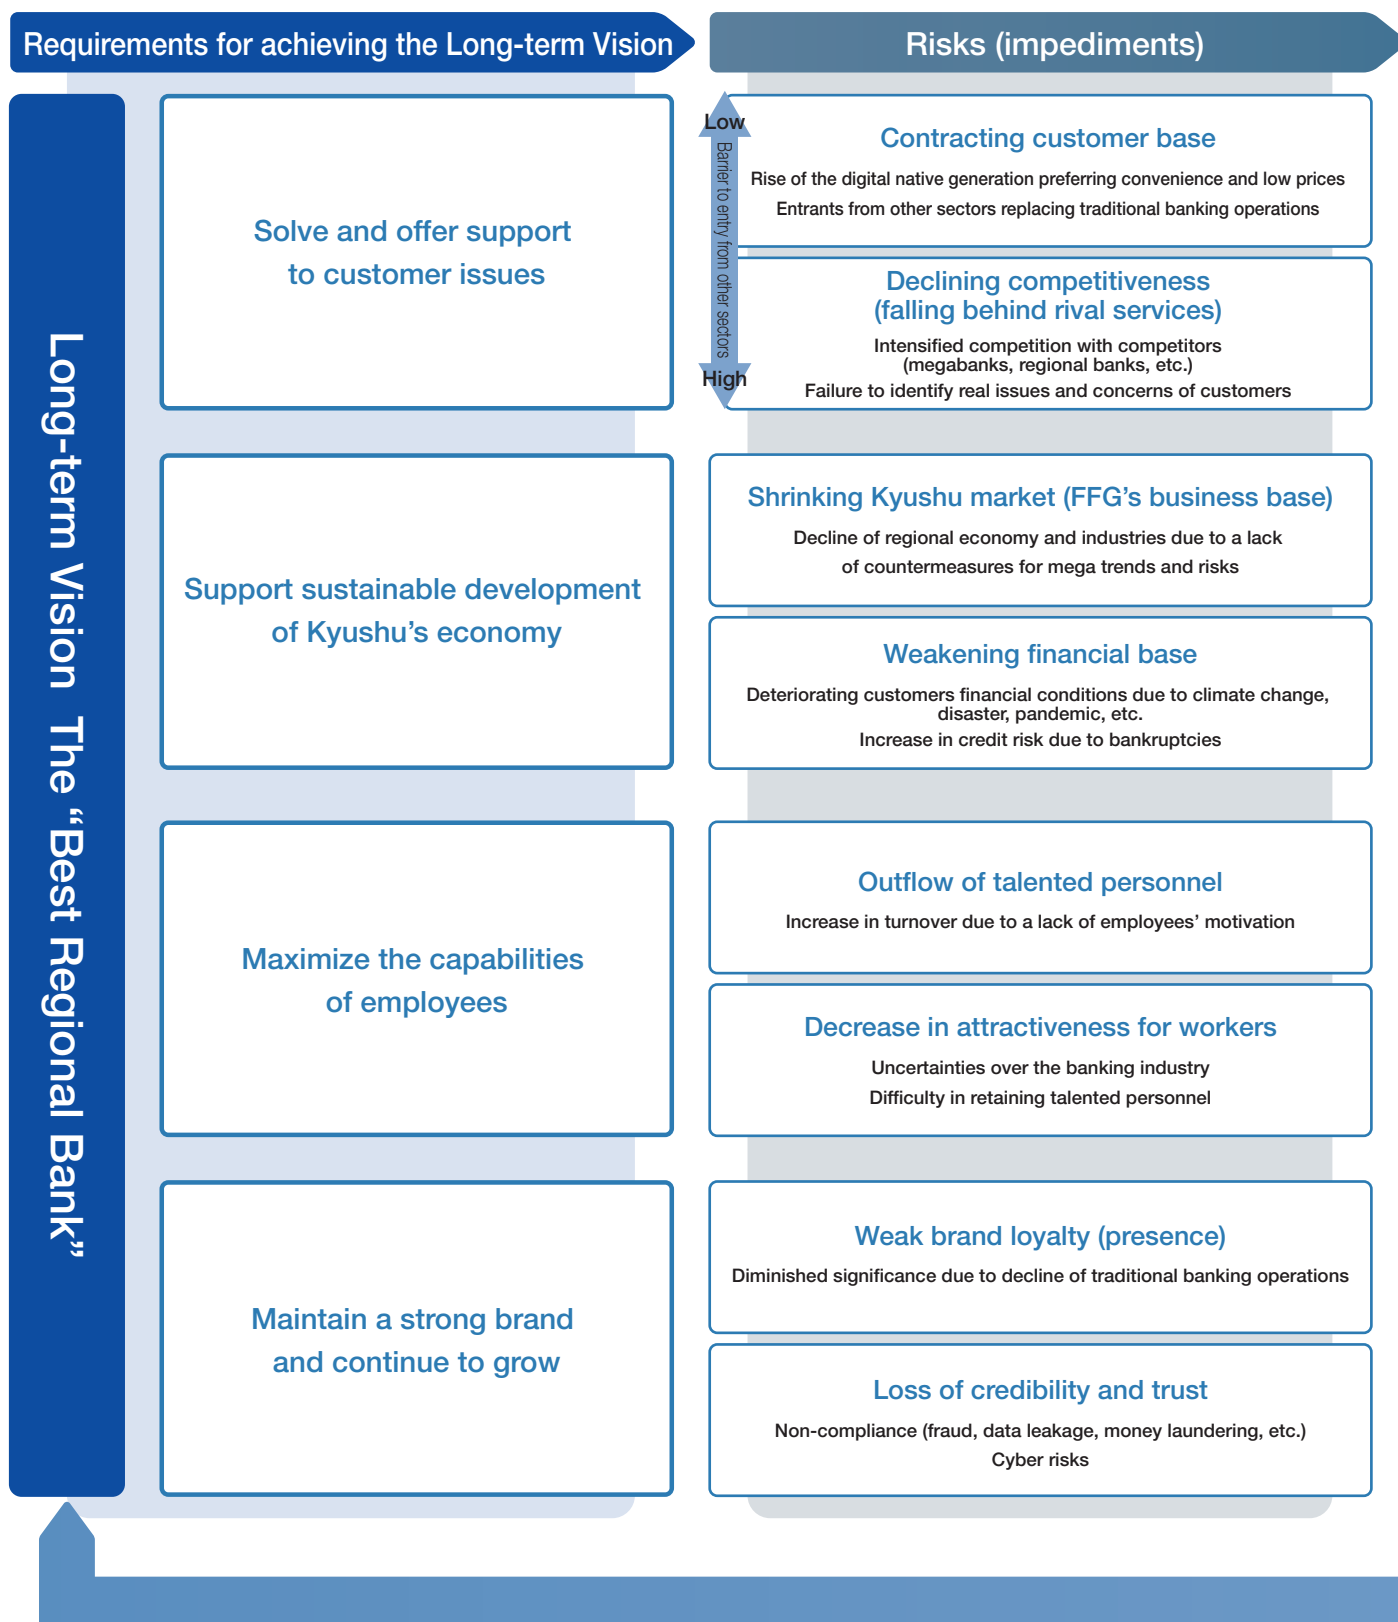 Requirements for achieving the Long-term Vision
Risks (impediments)
Long-term Vision The “Best Regional Bank”
Solve and offer support
to customer issues
Low
Barrier to entry from other sectors
High
Contracting customer base
Rise of the digital native generation preferring convenience and low prices
Entrants from other sectors replacing traditional banking operations
Declining competitiveness
(falling behind rival services)
Intensified competition with competitors
(megabanks, regional banks, etc.)
Failure to identify real issues and concerns of customers
Support sustainable development
of Kyushu’s economy
Shrinking Kyushu market (FFG’s business base)
Decline of regional economy and industries due to a lack
of countermeasures for mega trends and risks
Weakening financial base
Deteriorating customers financial conditions due to climate change,
disaster, pandemic, etc.
Increase in credit risk due to bankruptcies
Maximize the capabilities
of employees
Outflow of talented personnel
Increase in turnover due to a lack of employees’ motivation
Decrease in attractiveness for workers
Uncertainties over the banking industry
Difficulty in retaining talented personnel
Maintain a strong brand
and continue to grow
Weak brand loyalty (presence)
Diminished significance due to decline of traditional banking operations
Loss of credibility and trust
Non-compliance (fraud, data leakage, money laundering, etc.)
Cyber risks